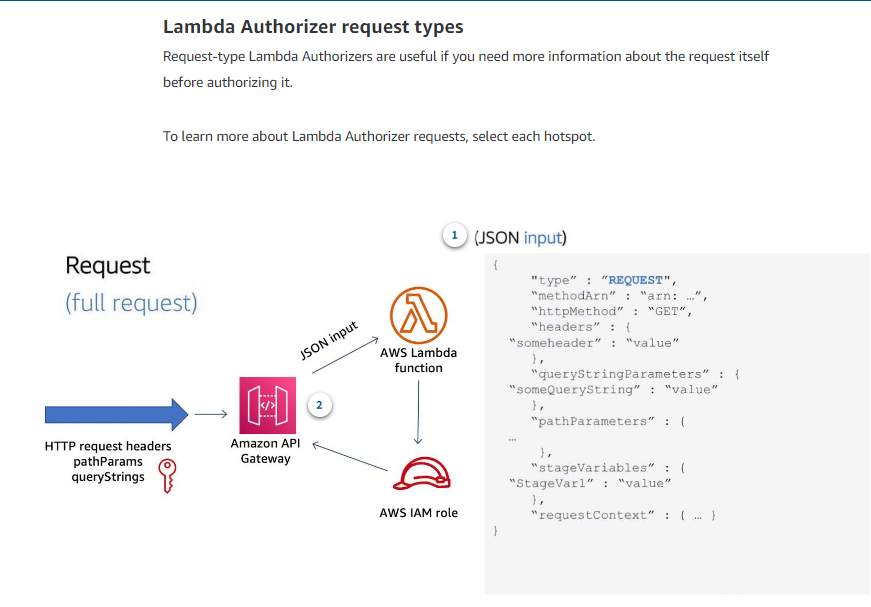 Lambda Authorizer request types
Request-type Lambda Authorizers are useful if you need more information about the request itself
before authorizing it.
To learn more about Lambda Authorizer requests, select each hotspot.
1 (JSON input)
Request
(full request)
JSON input
AWS Lambda
function
2
Amazon API
Gateway
HTTP request headers
pathParams
queryStrings
AWS IAM role
{
"type” : “REQUEST",
“methodArn” : “arn: …”,
“httpMethod” : “GET”,
“headers” : {
“someheader” : “value”
},
“queryStringParameters” : {
“someQueryString” : “value”
},
“pathParameters” : {
…
},
“stageVariables” : {
“StageVar1” : “value”
},
“requestContext” : { … }
}